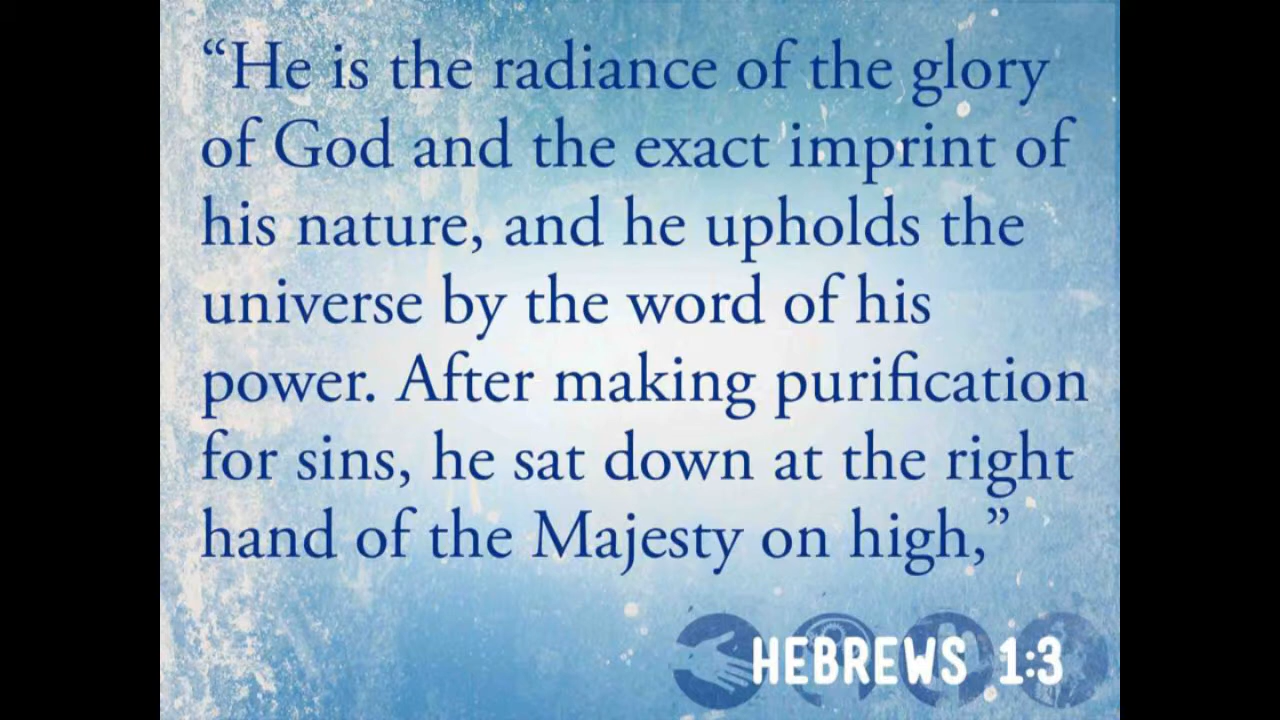 “He is the radiance of the glory
of God and the exact imprint of
his nature, and he upholds the
universe by the word of his
power. After making purification
for sins, he sat down at the right
hand of the Majesty on high,”
HEBREWS 1:3